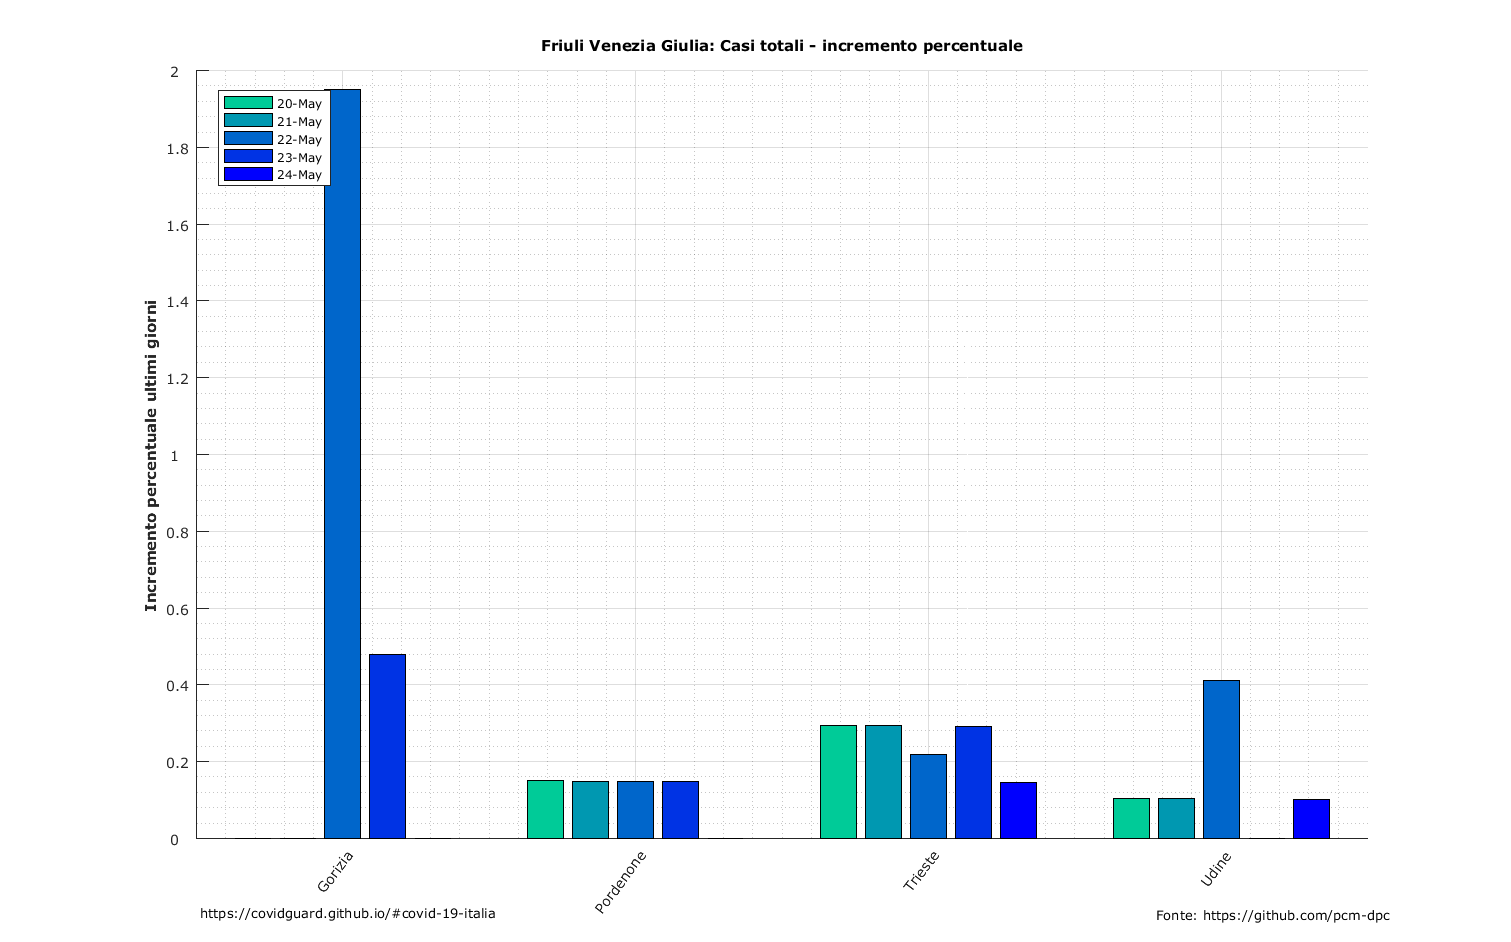 Friuli Venezia Giulia: Casi totali - incremento percentuale
Incremento percentuale ultimi giorni
2
1.8
1.6
1.4
1.2
1
0.8
0.6
0.4
0.2
0
20-May
21-May
22-May
23-May
24-May
Gorizia
Pordenone
Trieste
Udine
https://covidguard.github.io/#covid-19-italia
Fonte: https://github.com/pcm-dpc